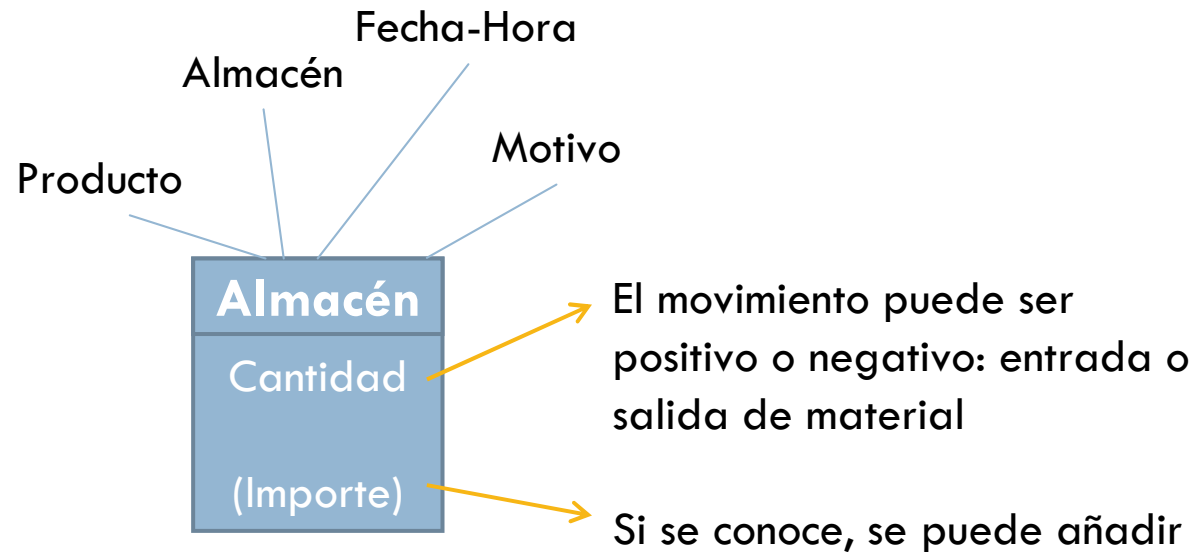 Fecha-Hora
Almacén
Motivo
Producto
Almacén
Cantidad
(Importe)
El movimiento puede ser
positivo o negativo: entrada o
salida de material
Si se conoce, se puede añadir